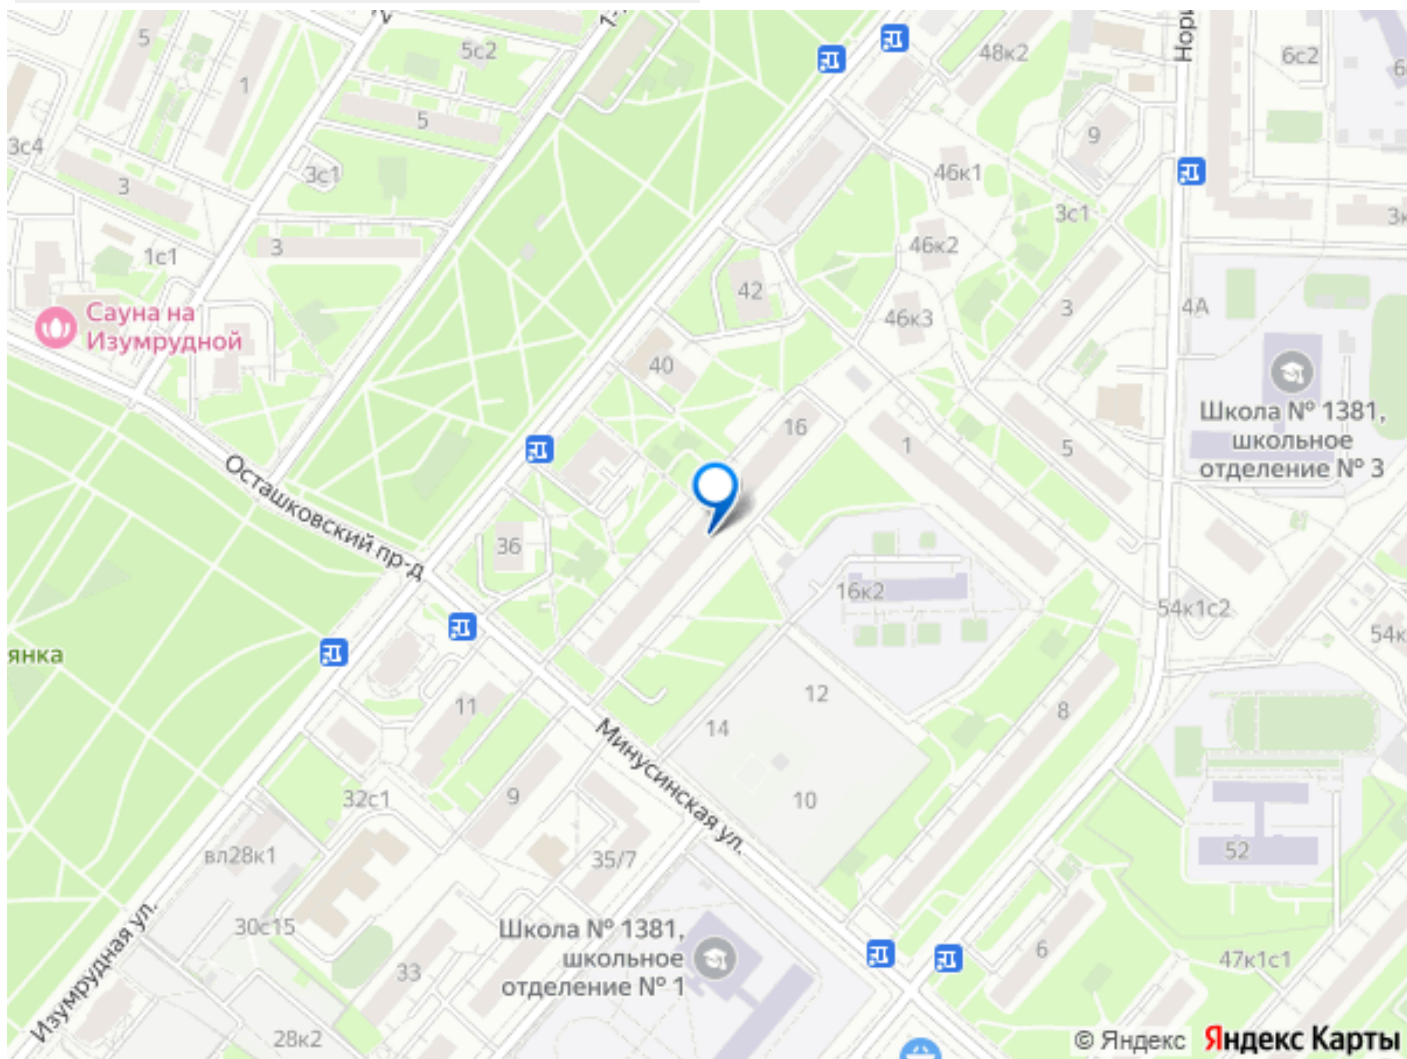 5
5с2
48к2
6с2
1
5
3с4
3
3с1
9
46к1
3с1
46к2
1с1
3
42
3
4А
46к3
Сауна на
Изумрудной
40
16
1
5
Школа № 1381,
школьное
отделение № 3
Осташковский пр-д
36
16к2
54к1с2
янка
11
12
14
8
Минусинская ул.
32с1
9
10
вл28к1
35/7
52
30с15
Школа № 1381,
школьное
отделение № 1
Изумрудная ул.
33
6
47к1с1
28к2
© Яндекс Яндекс Карты